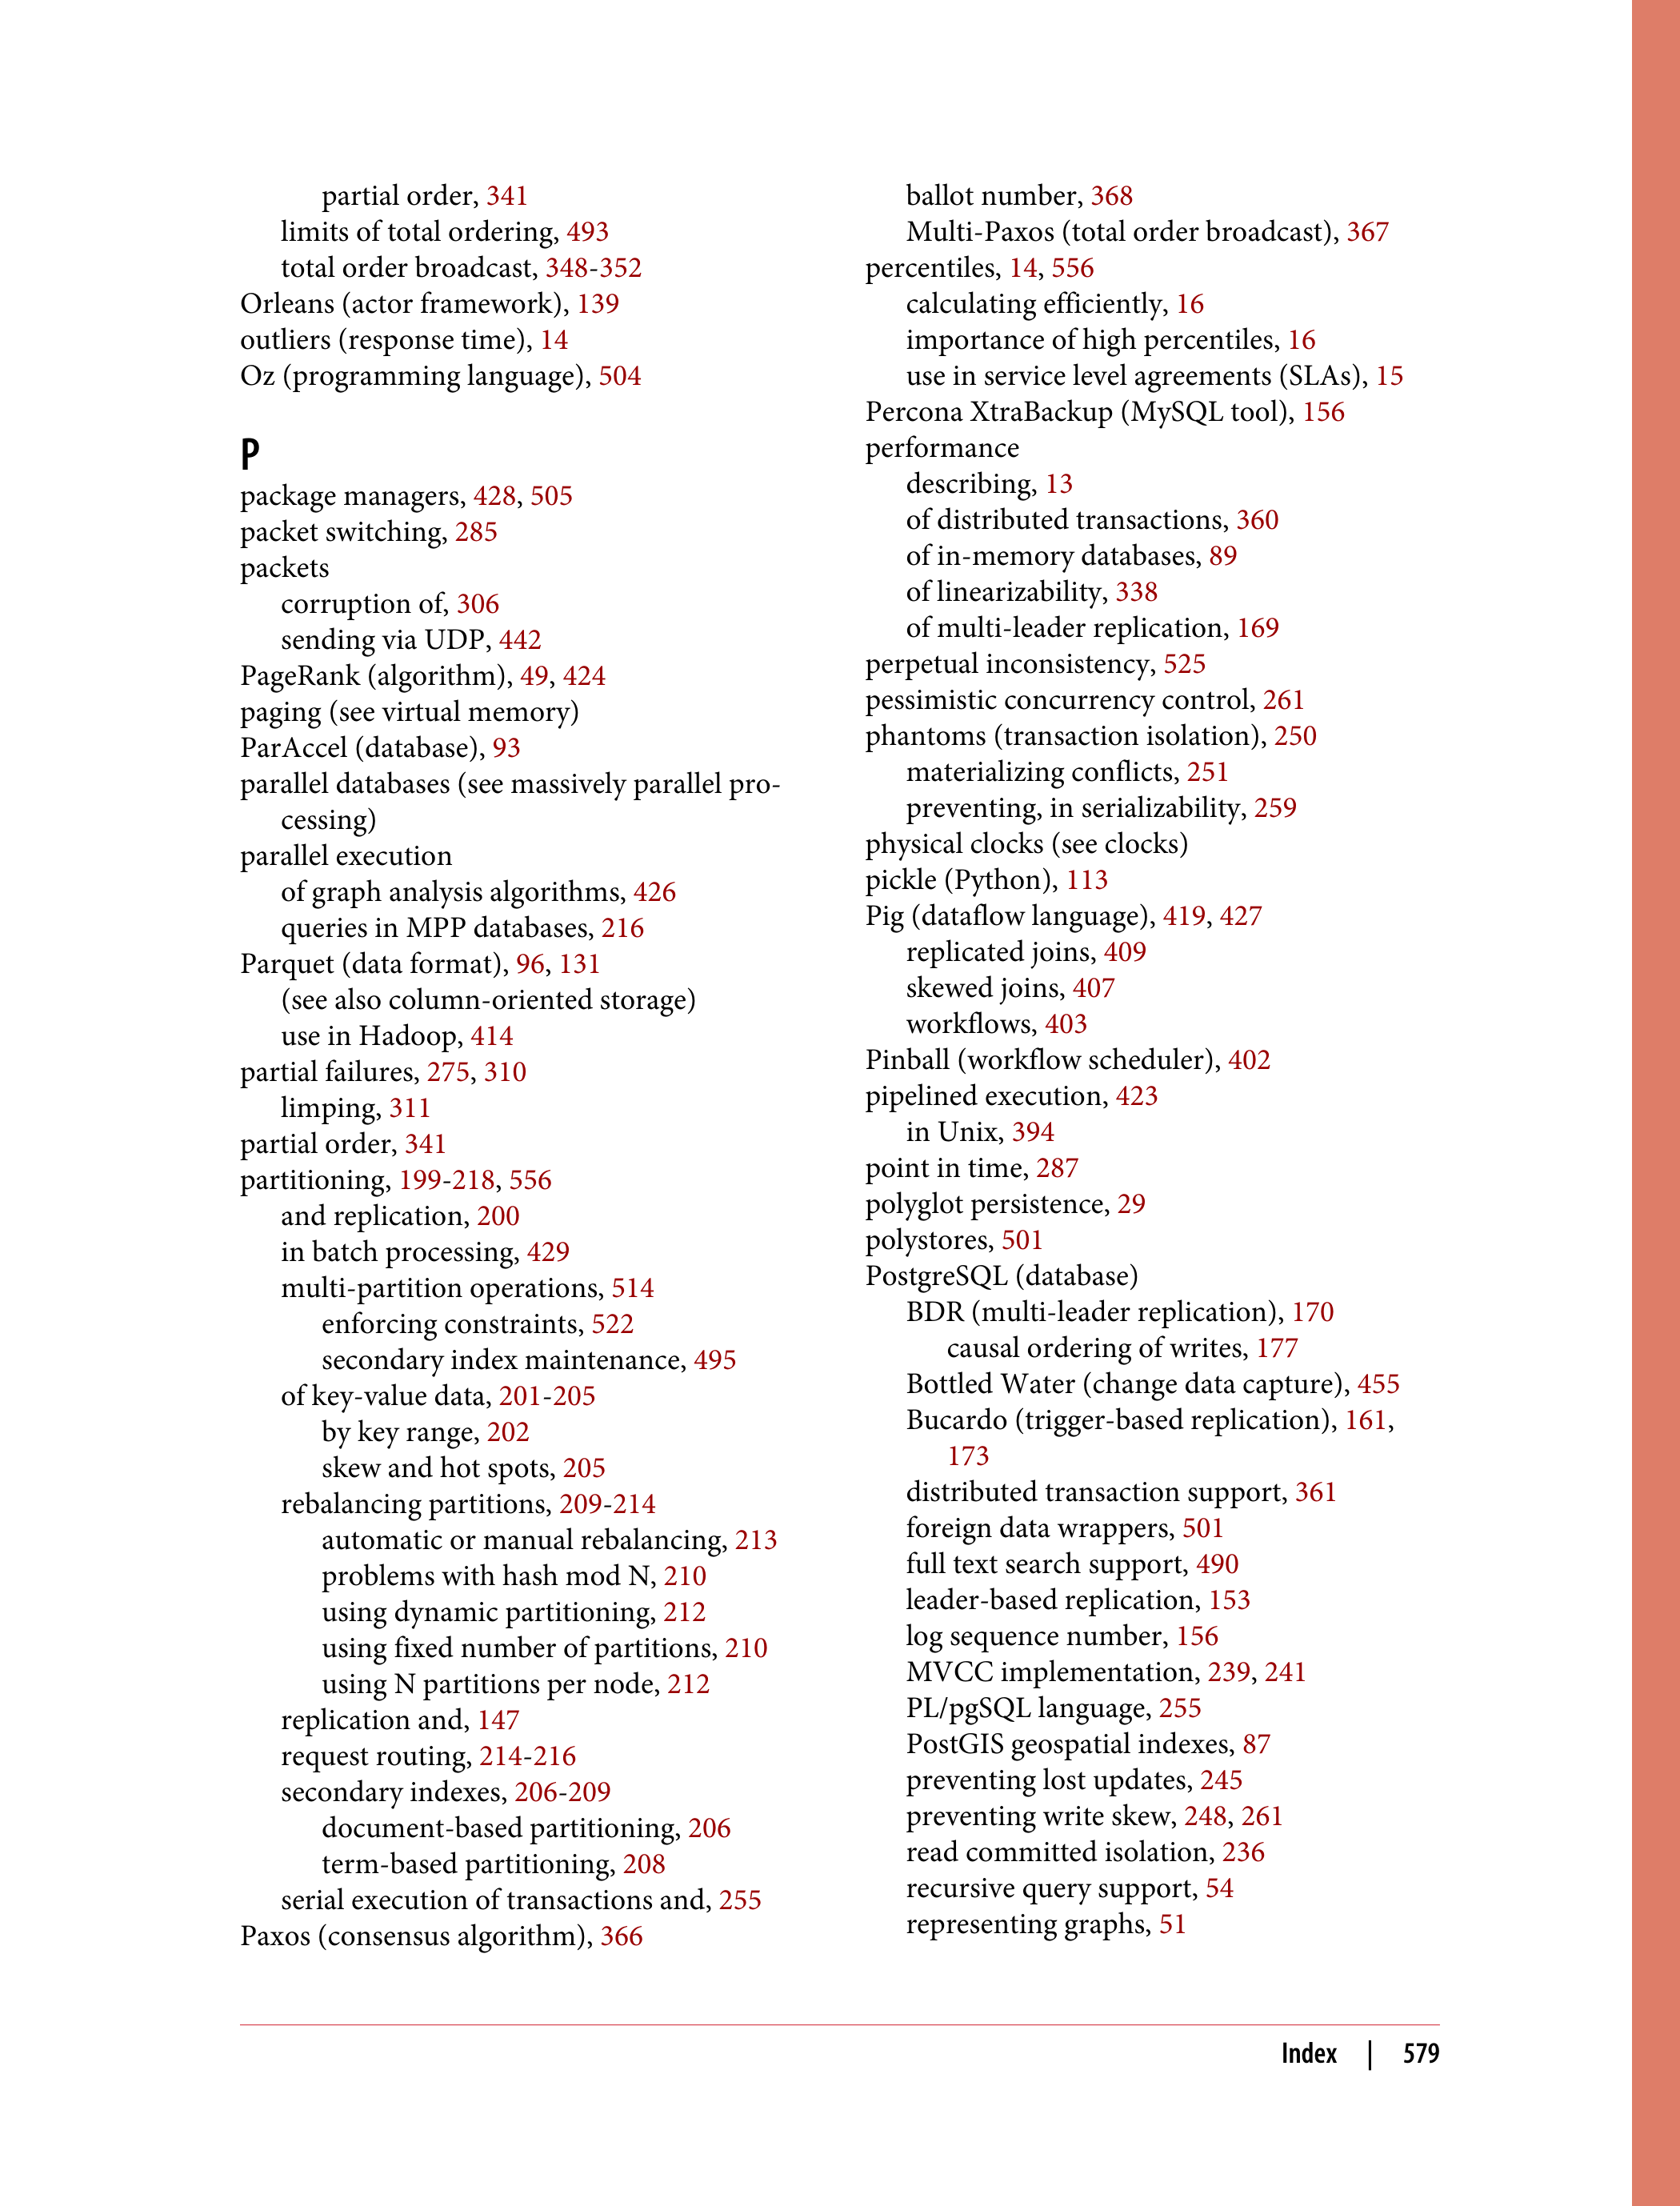 partial order, 341
limits of total ordering, 493
total order broadcast, 348-352
Orleans (actor framework), 139
outliers (response time), 14
Oz (programming language), 504
P
package managers, 428, 505
packet switching, 285
packets
corruption of, 306
sending via UDP, 442
PageRank (algorithm), 49, 424
paging (see virtual memory)
ParAccel (database), 93
parallel databases (see massively parallel pro-
cessing)
parallel execution
of graph analysis algorithms, 426
queries in MPP databases, 216
Parquet (data format), 96, 131
(see also column-oriented storage)
use in Hadoop, 414
partial failures, 275, 310
limping, 311
partial order, 341
partitioning, 199-218, 556
and replication, 200
in batch processing, 429
multi-partition operations, 514
enforcing constraints, 522
secondary index maintenance, 495
of key-value data, 201-205
by key range, 202
skew and hot spots, 205
rebalancing partitions, 209-214
automatic or manual rebalancing, 213
problems with hash mod N, 210
using dynamic partitioning, 212
using fixed number of partitions, 210
using N partitions per node, 212
replication and, 147
request routing, 214-216
secondary indexes, 206-209
document-based partitioning, 206
term-based partitioning, 208
serial execution of transactions and, 255
Paxos (consensus algorithm), 366
ballot number, 368
Multi-Paxos (total order broadcast), 367
percentiles, 14, 556
calculating efficiently, 16
importance of high percentiles, 16
use in service level agreements (SLAs), 15
Percona XtraBackup (MySQL tool), 156
performance
describing, 13
of distributed transactions, 360
of in-memory databases, 89
of linearizability, 338
of multi-leader replication, 169
perpetual inconsistency, 525
pessimistic concurrency control, 261
phantoms (transaction isolation), 250
materializing conflicts, 251
preventing, in serializability, 259
physical clocks (see clocks)
pickle (Python), 113
Pig (dataflow language), 419, 427
replicated joins, 409
skewed joins, 407
workflows, 403
Pinball (workflow scheduler), 402
pipelined execution, 423
in Unix, 394
point in time, 287
polyglot persistence, 29
polystores, 501
PostgreSQL (database)
BDR (multi-leader replication), 170
causal ordering of writes, 177
Bottled Water (change data capture), 455
Bucardo (trigger-based replication), 161,
173
distributed transaction support, 361
foreign data wrappers, 501
full text search support, 490
leader-based replication, 153
log sequence number, 156
MVCC implementation, 239, 241
PL/pgSQL language, 255
PostGIS geospatial indexes, 87
preventing lost updates, 245
preventing write skew, 248, 261
read committed isolation, 236
recursive query support, 54
representing graphs, 51
Index | 579